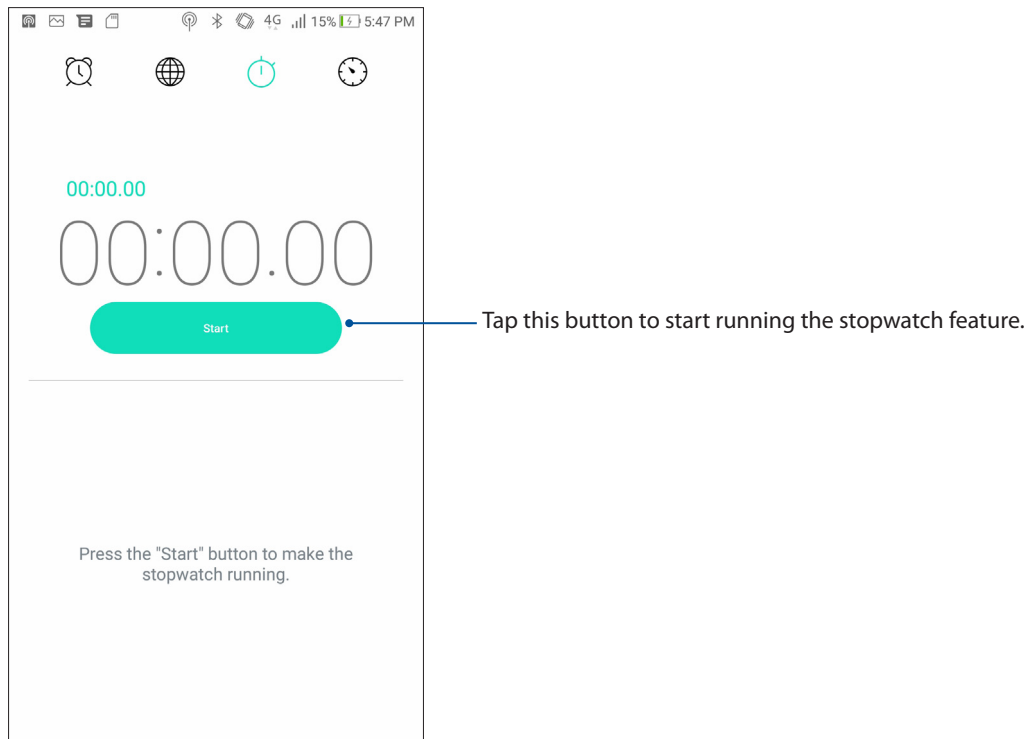 4G 15% 5:47 PM
00:00.00
00:00.00
Start
Tap this button to start running the stopwatch feature.
Press the "Start" button to make the
stopwatch running.